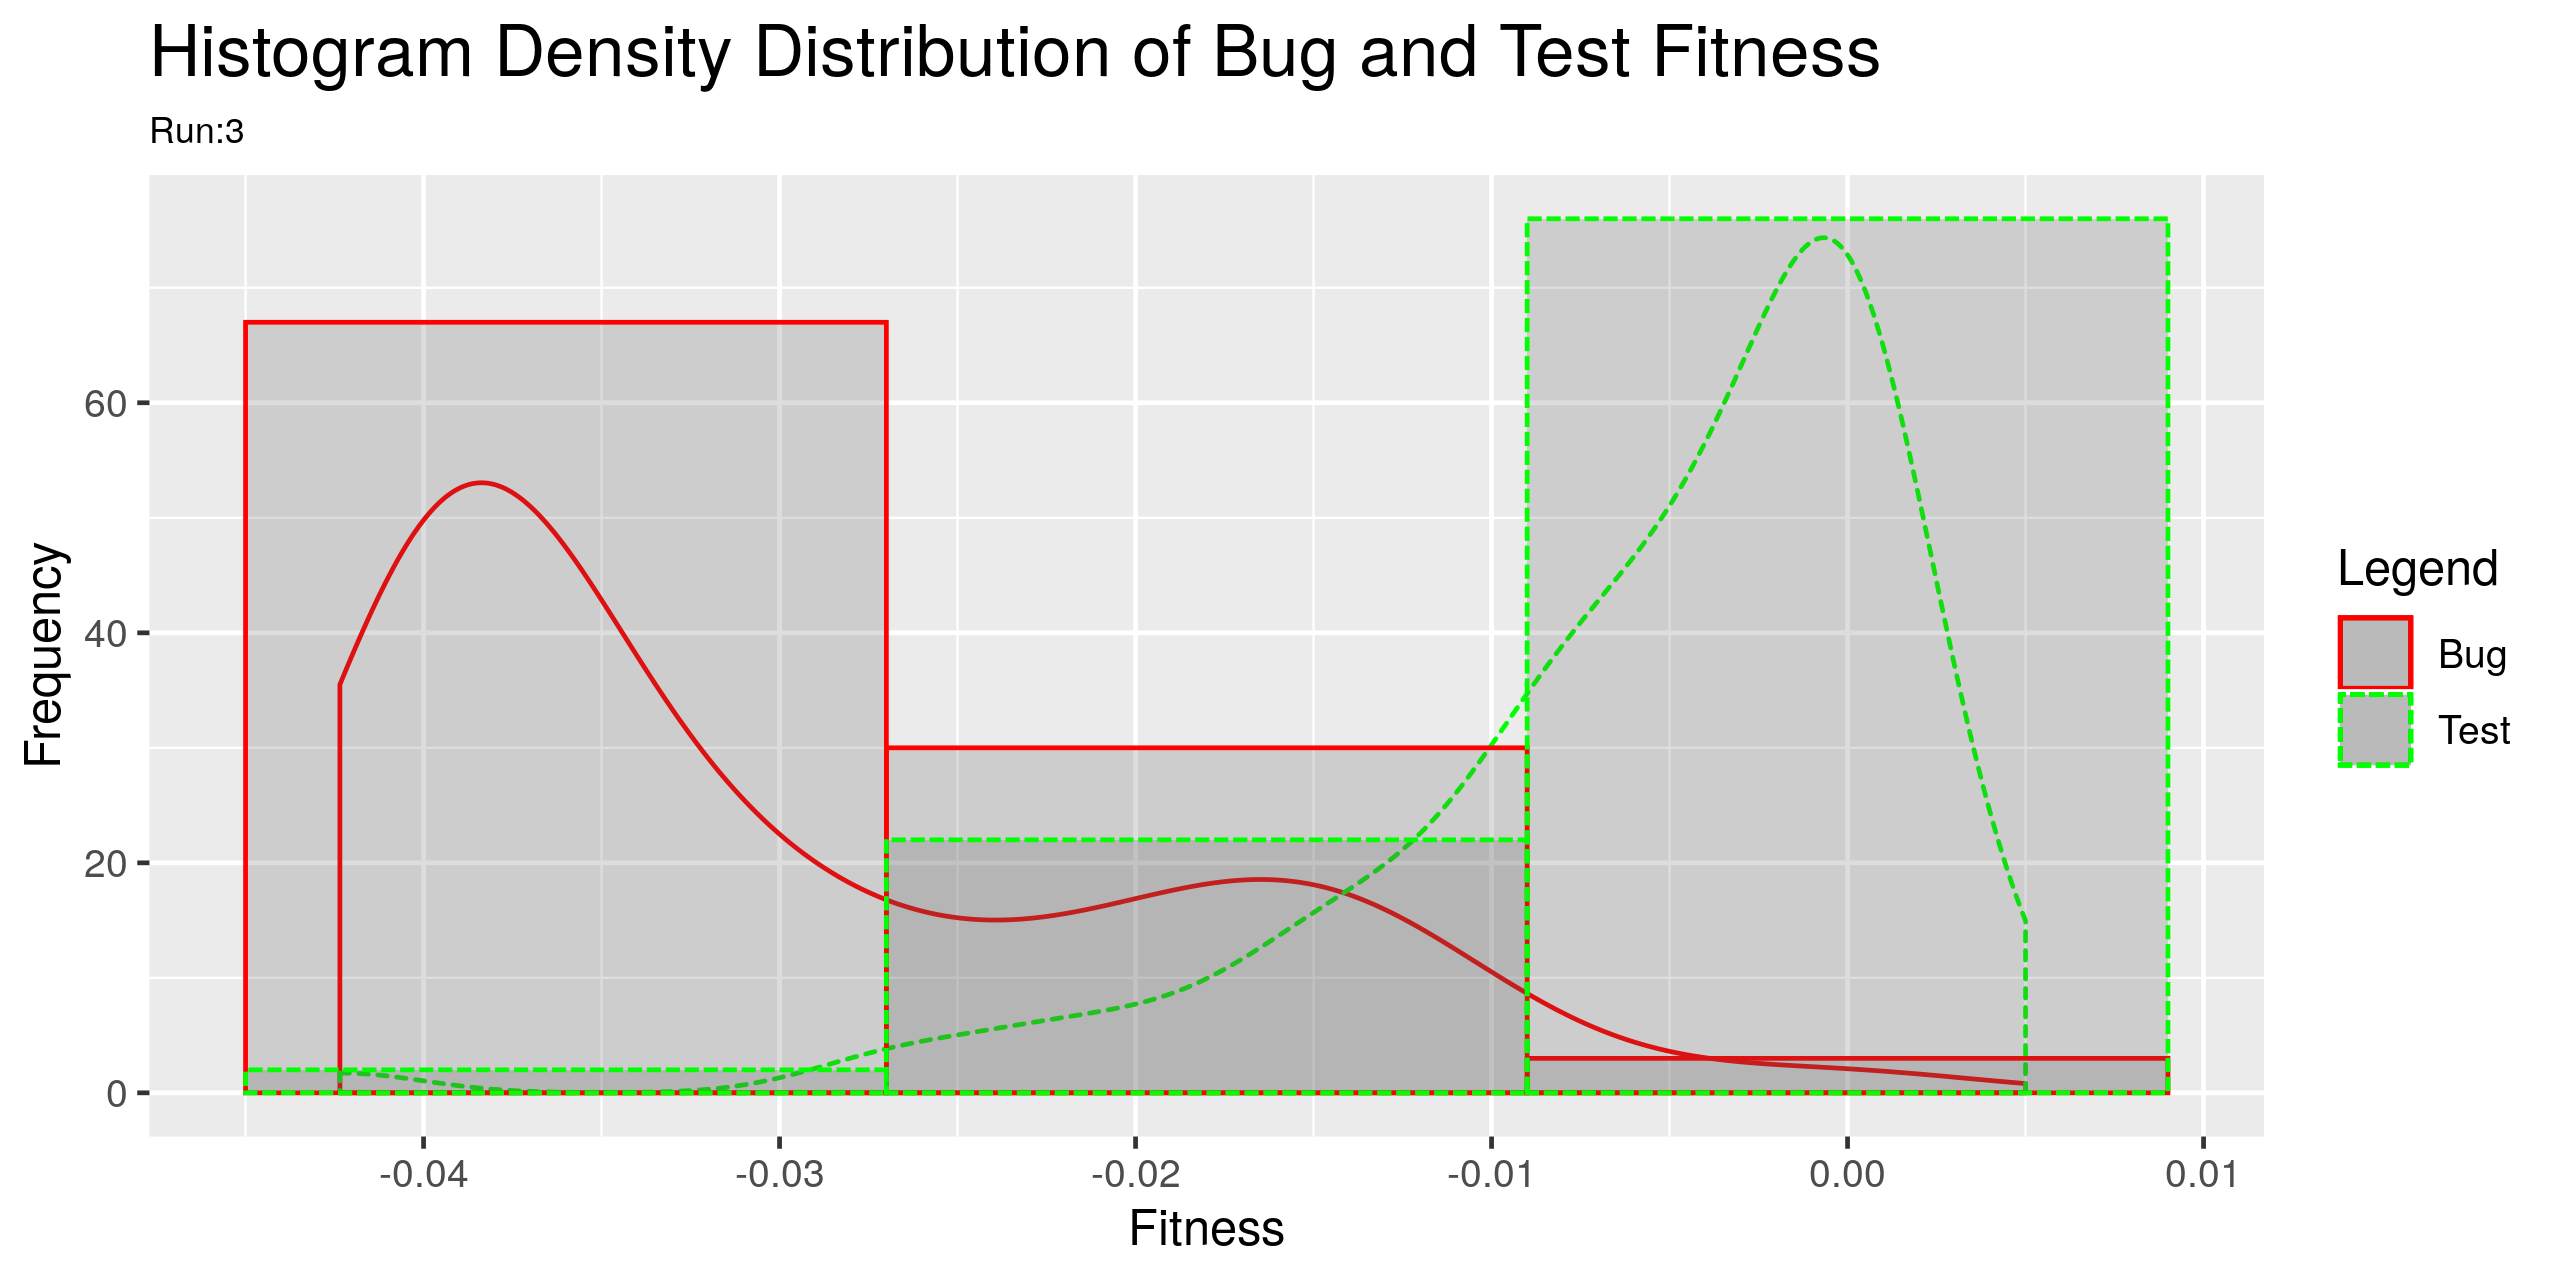 Histogram Density Distribution of Bug and Test Fitness
Run:3
Frequency
60
40
20
0
-0.04
-0.03
-0.02
-0.01
0.00
0.01
Fitness
Legend
Bug
Test